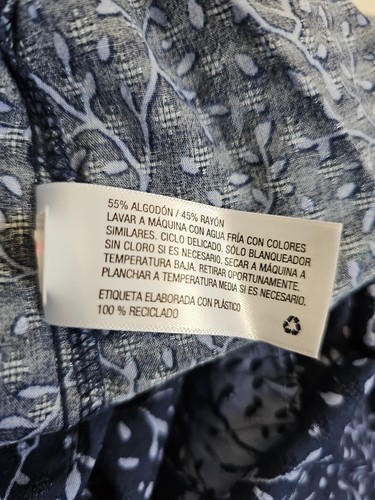 55% ALGODÓN / 45% RAYÓN
LAVAR A MÁQUINA CON AGUA FRÍA CON COLORES
SIMILARES. CICLO DELICADO. SÓLO BLANQUEADOR
SIN CLORO SI ES NECESARIO. SECAR A MÁQUINA A
TEMPERATURA BAJA. RETIRAR OPORTUNAMENTE.
PLANCHAR A TEMPERATURA MEDIA SI ES NECESARIO.
ETIQUETA ELABORADA CON PLÁSTICO
100 % RECICLADO